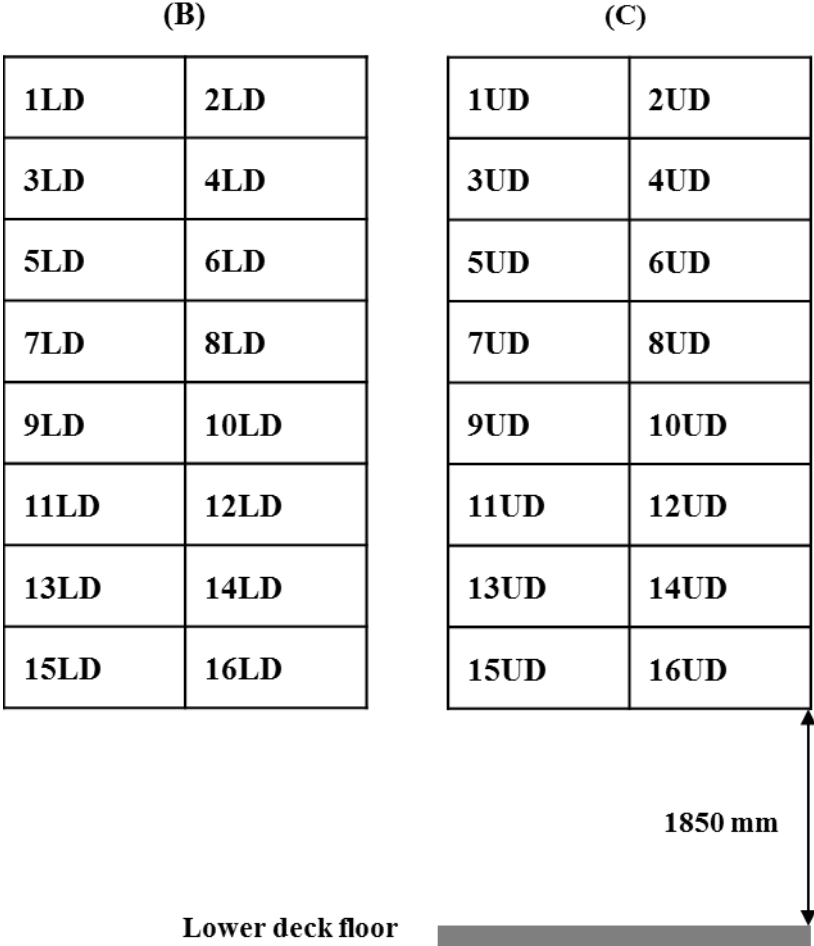 (B) (C)
1LD 2LD 1UD 2UD
3LD 4LD 3UD 4UD
5LD 6LD 5UD 6UD
7LD 8LD 7UD 8UD
9LD 10LD 9UD 10UD
11LD 12LD 11UD 12UD
13LD 14LD 13UD 14UD
15LD 16LD 15UD 16UD
1850 mm
Lower deck floor